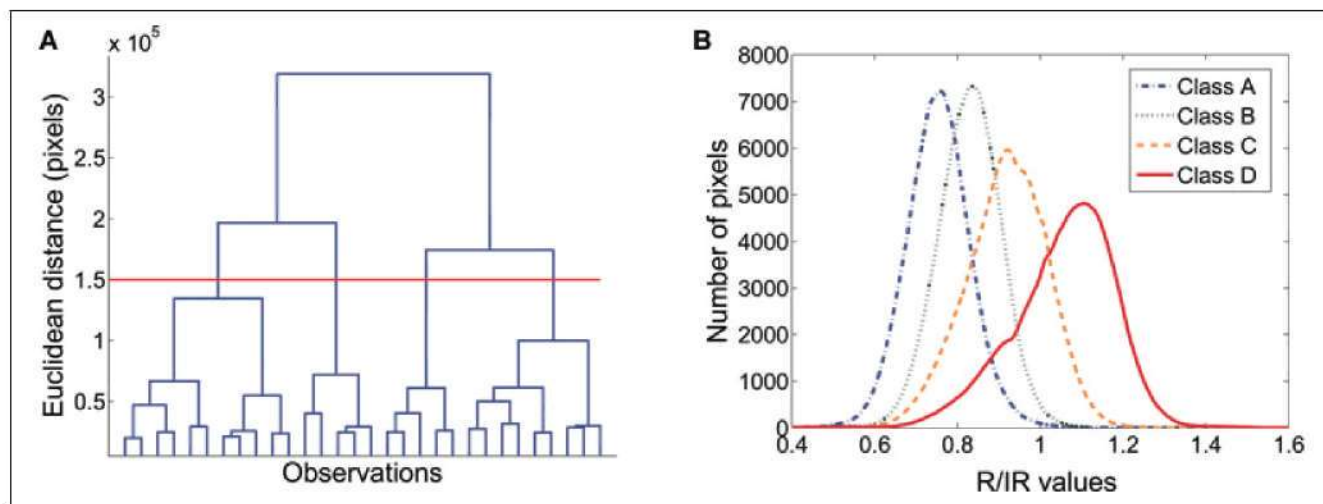 A
x 10⁵
3
2.5
2
1.5
1
0.5
Euclidean distance (pixels)
Observations
B
8000
7000
6000
5000
4000
3000
2000
1000
0
Number of pixels
Class A
Class B
Class C
Class D
0.4 0.6 0.8 1 1.2 1.4 1.6
R/IR values